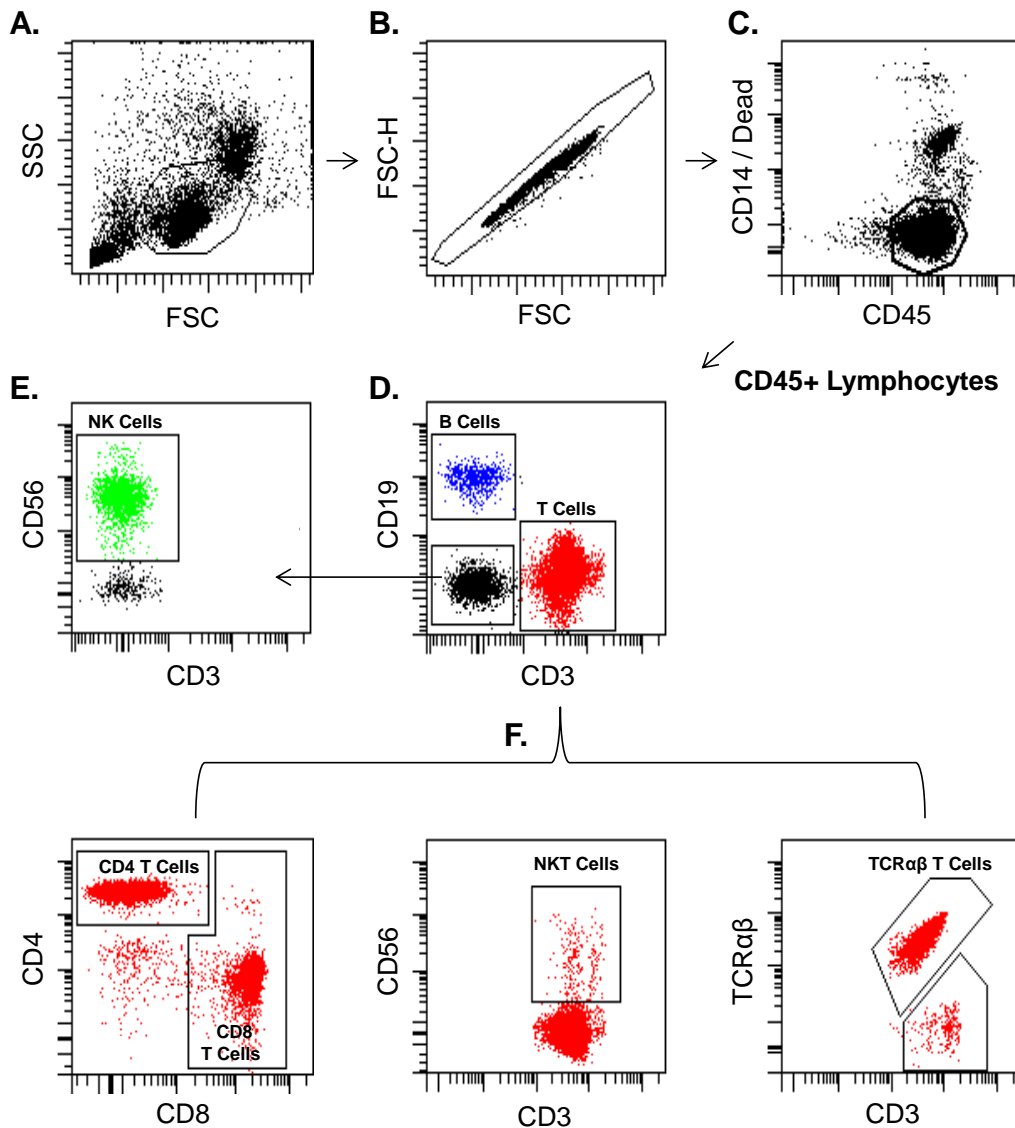 A.
B.
C.
SSC
FSC
FSC-H
FSC
CD14 / Dead
CD45
CD45+ Lymphocytes
E.
D.
NK Cells
CD56
CD3
B Cells
T Cells
CD19
CD3
F.
CD4 T Cells
CD8
T Cells
CD4
CD8
NKT Cells
CD56
CD3
TCRαβ T Cells
TCRαβ
CD3